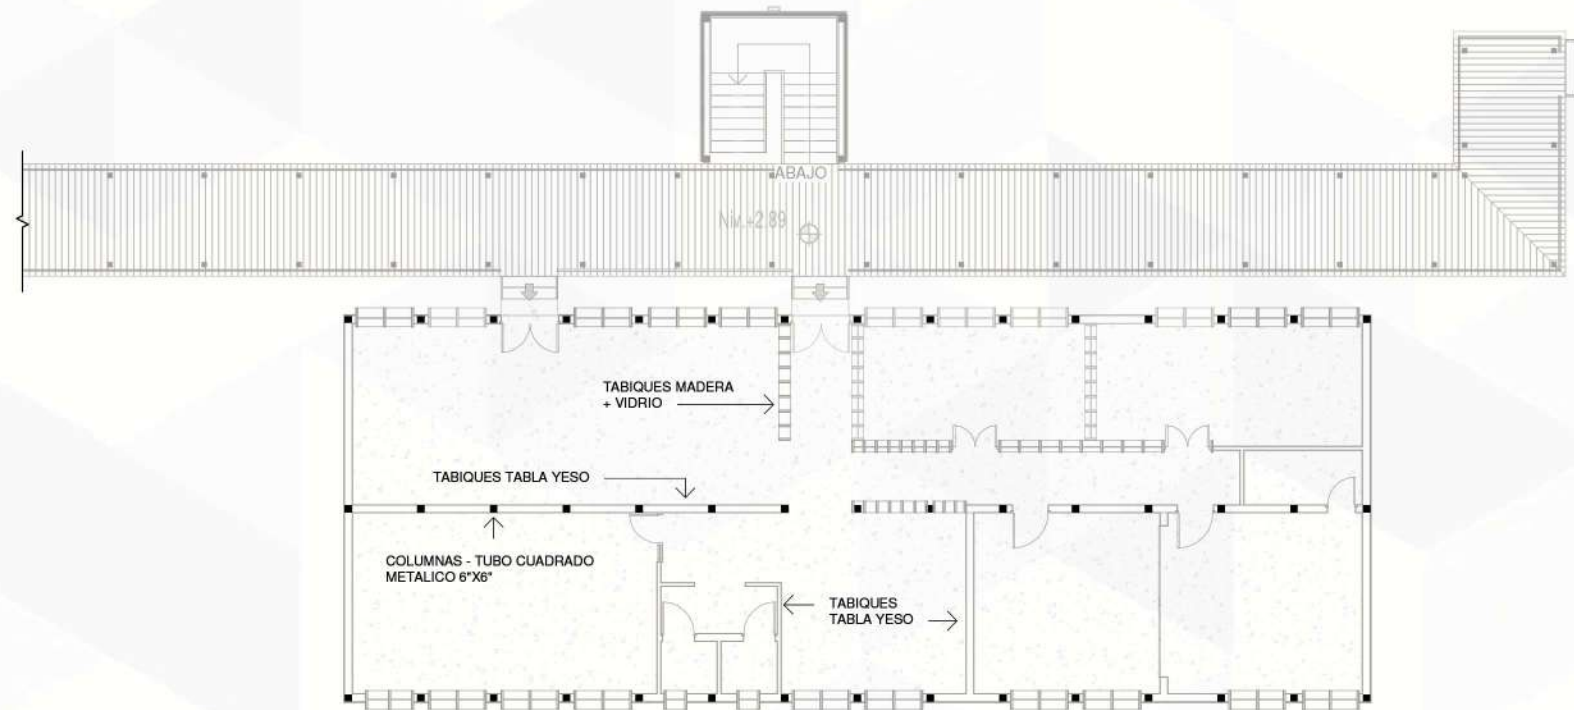 ABAJO
Niv.+2.89
TABIQUES MADERA
+ VIDRIO
TABIQUES TABLA YESO
COLUMNAS - TUBO CUADRADO
METALICO 6"X6"
TABIQUES
TABLA YESO